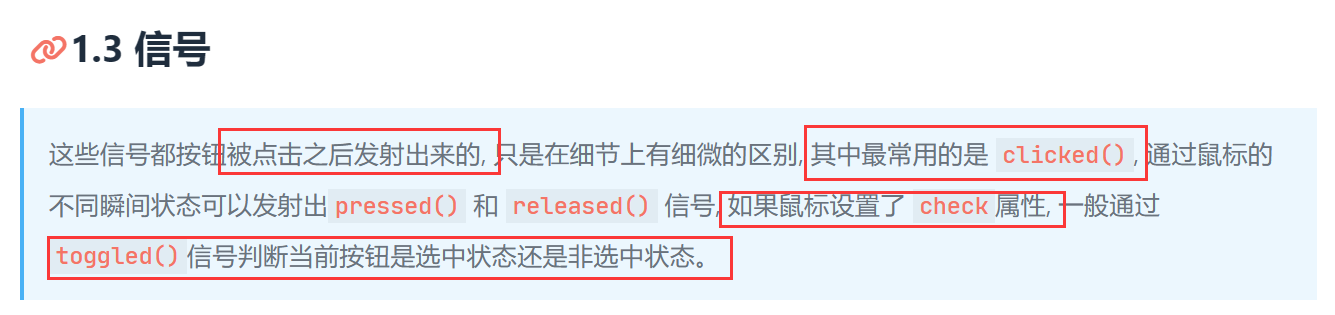 1.3 信号
这些信号都按钮被点击之后发射出来的, 只是在细节上有细微的区别, 其中最常用的是 clicked(), 通过鼠标的
不同瞬间状态可以发射出 pressed() 和 released() 信号, 如果鼠标设置了 check 属性, 一般通过
toggled() 信号判断当前按钮是选中状态还是非选中状态。